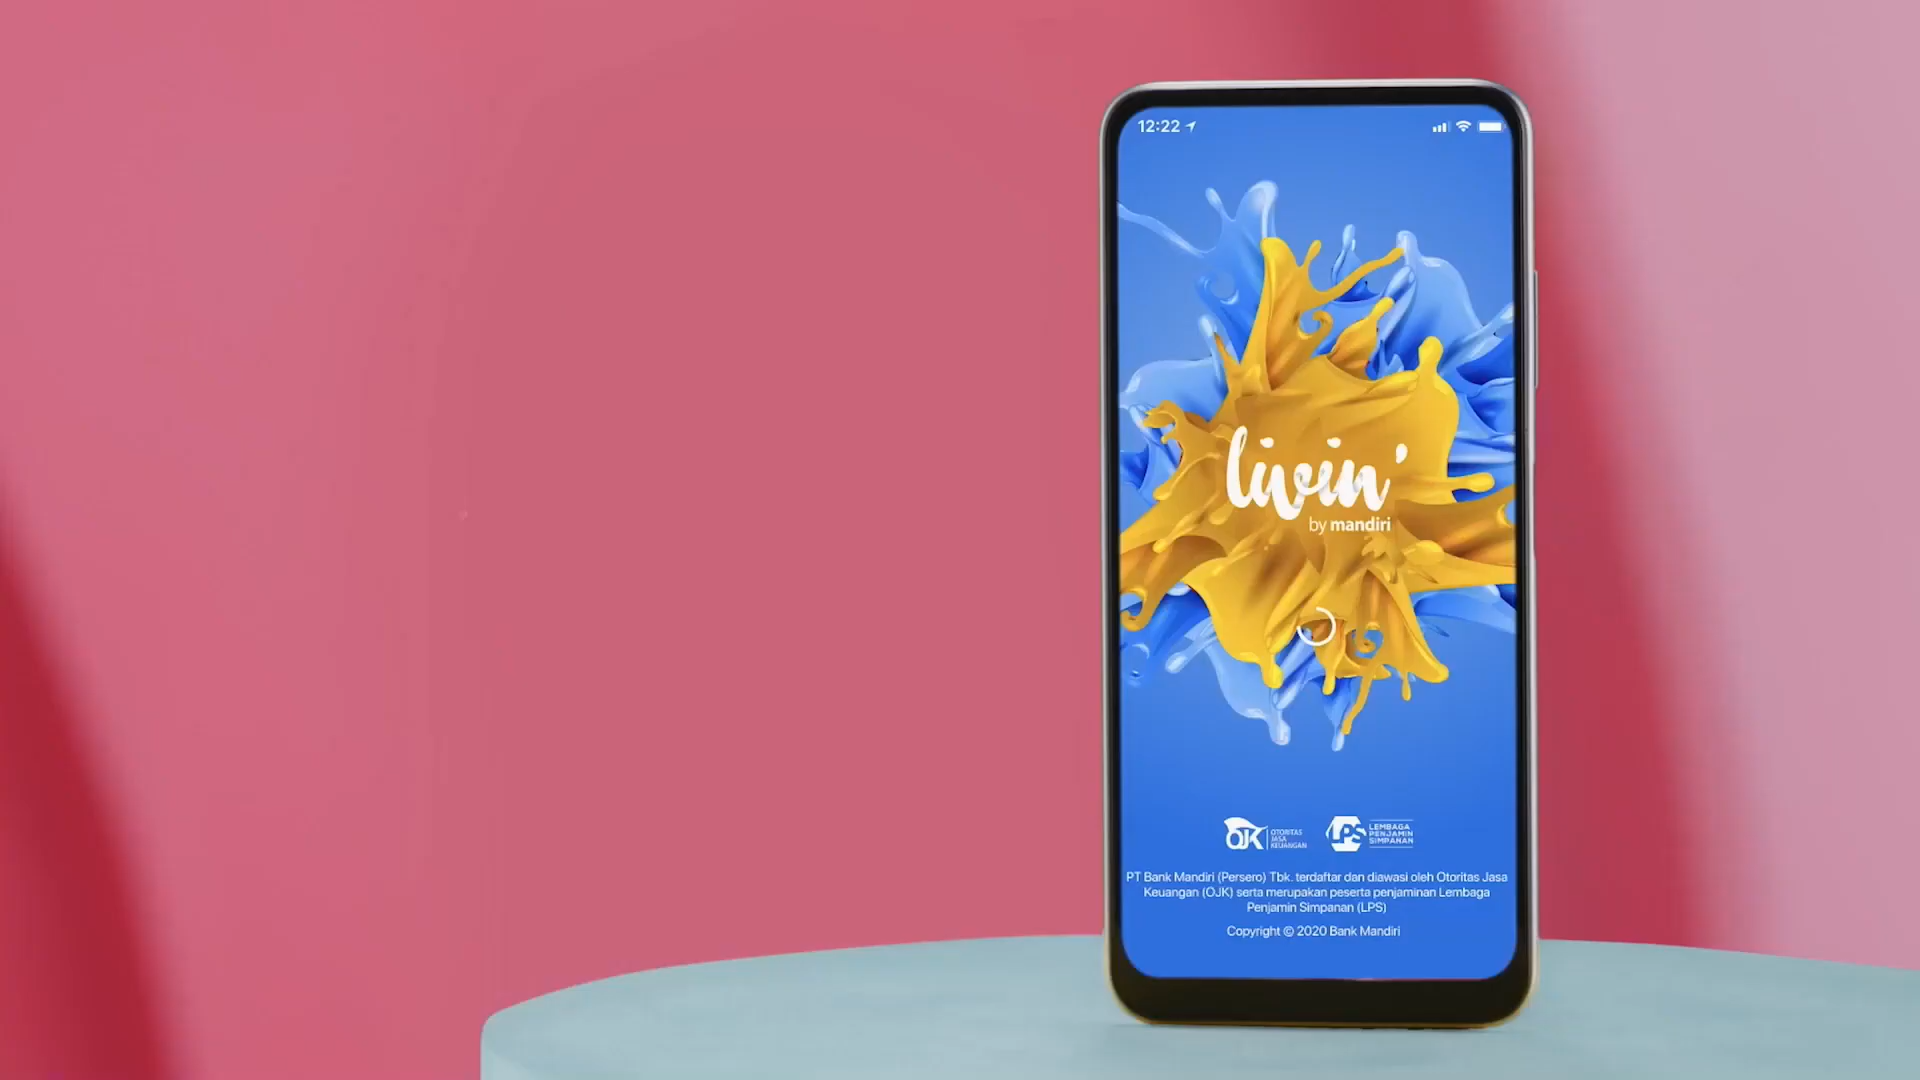 12:22
livin'
by mandiri
OJK OTORITAS
JASA
KEUANGAN
LPS LEMBAGA
PENJAMIN
SIMPANAN
PT Bank Mandiri (Persero) Tbk. terdaftar dan diawasi oleh Otoritas Jasa
Keuangan (OJK) serta merupakan peserta penjaminan Lembaga
Penjamin Simpanan (LPS)
Copyright © 2020 Bank Mandiri